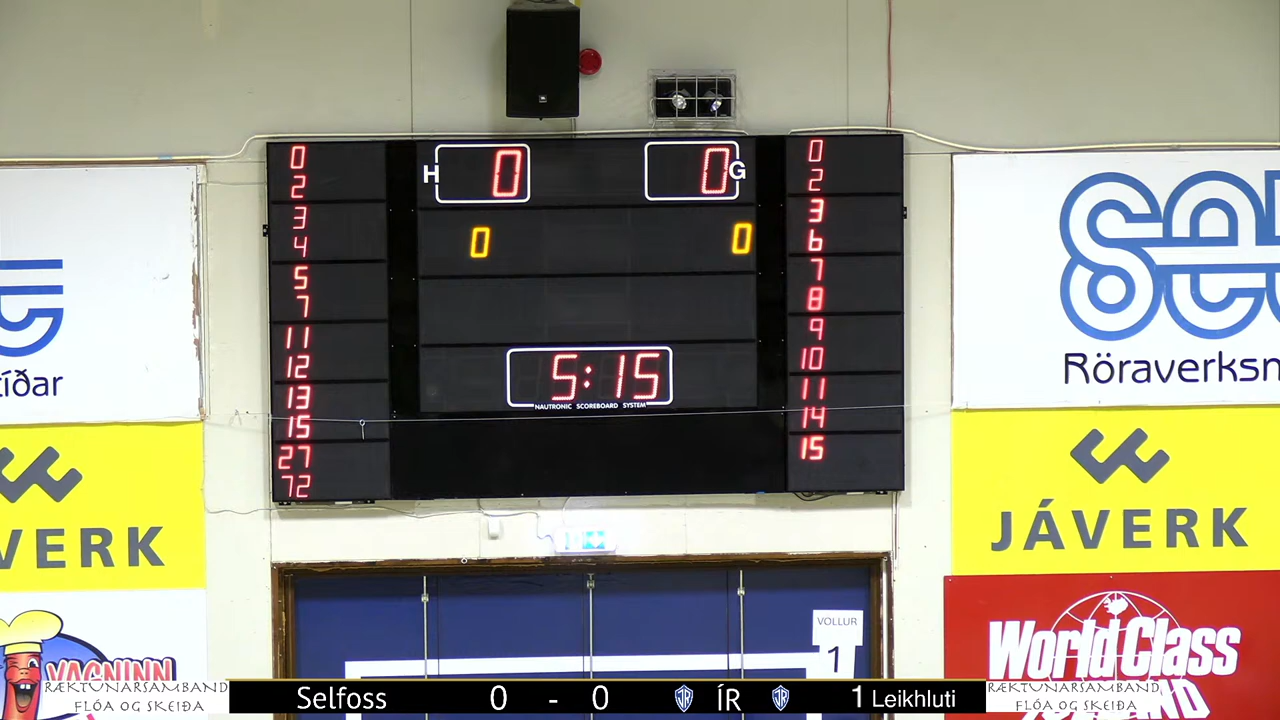 0
2
3
4
5
7
11
12
13
15
27
72
H 0 0 G
0 0
5:15
NAUTRONIC SCOREBOARD SYSTEM
0
2
3
6
7
8
9
10
11
14
15
Röraverksm
JÁVERK
VERK
VAGNINN
World Class
VOLLUR
1
RÆKTUNARSAMBAND
FLÓA OG SKEIÐA
Selfoss 0 - 0 ÍR 1 Leikhluti
RÆKTUNARSAMBAND
FLÓA OG SKEIÐA